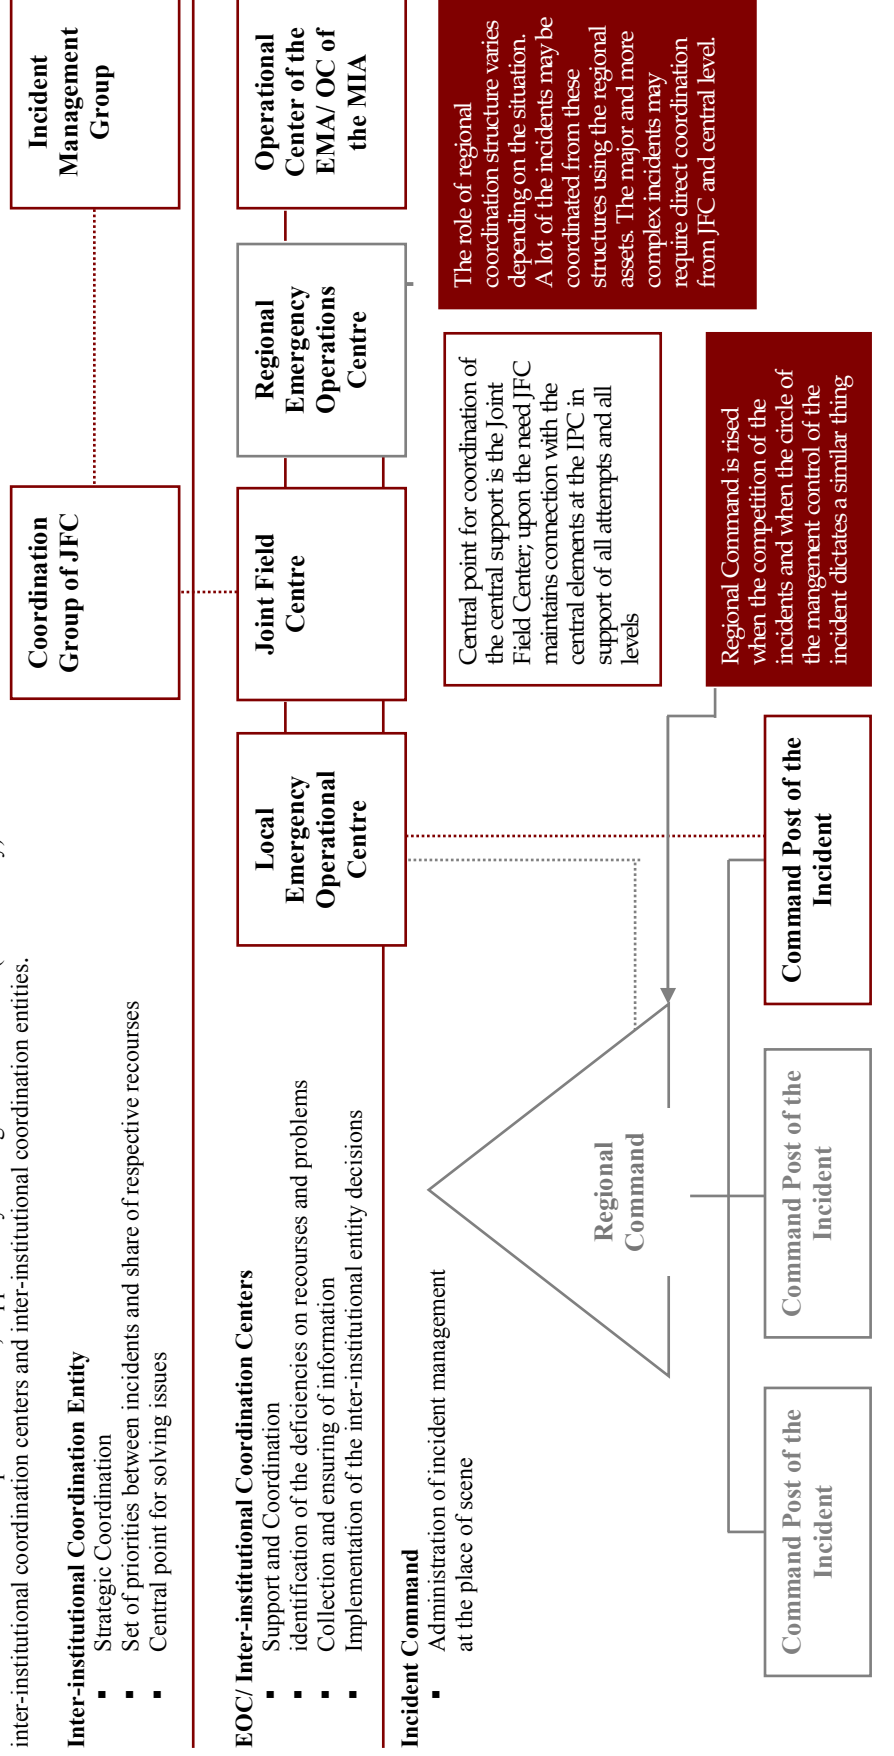 inter-institutional coordination centers and inter-institutional coordination entities.
Inter-institutional Coordination Entity
▪ Strategic Coordination
▪ Set of priorities between incidents and share of respective recourses
▪ Central point for solving issues
Coordination
Group of JFC
Incident
Management
Group
EOC/ Inter-institutional Coordination Centers
▪ Support and Coordination
▪ identification of the deficiencies on recourses and problems
▪ Collection and ensuring of information
▪ Implementation of the inter-institutional entity decisions
Local
Emergency
Operational
Centre
Joint Field
Centre
Regional
Emergency
Operations
Centre
Operational
Center of the
EMA/ OC of
the MIA
Incident Command
▪ Administration of incident management
at the place of scene
Central point for coordination of
the central support is the Joint
Field Center; upon the need JFC
maintains connection with the
central elements at the IPC in
support of all attempts and all
levels
The role of regional
coordination structure varies
depending on the situation.
A lot of the incidents may be
coordinated from these
structures using the regional
assets. The major and more
complex incidents may
require direct coordination
from JFC and central level.
Regional
Command
Regional Command is rised
when the competition of the
incidents and when the circle of
the mangement control of the
incident dictates a similar thing
Command Post of the
Incident
Command Post of the
Incident
Command Post of the
Incident